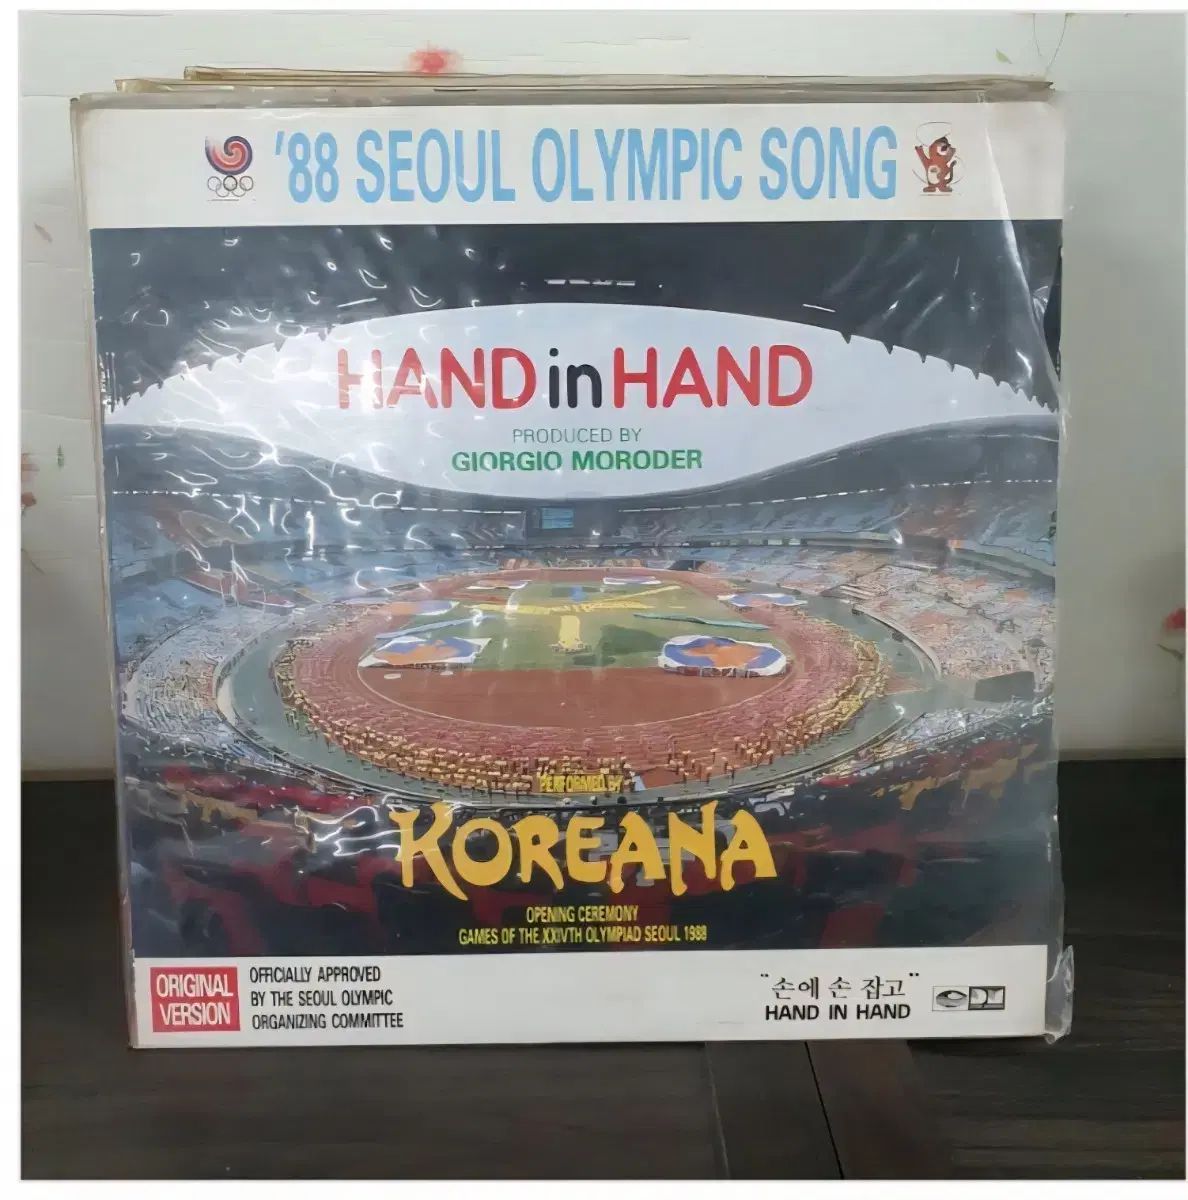 '88 SEOUL OLYMPIC SONG
HAND in HAND
PRODUCED BY
GIORGIO MORODER
PERFORMED BY
KOREANA
OPENING CEREMONY
GAMES OF THE XXIVTH OLYMPIAD SEOUL 1988
ORIGINAL
VERSION
OFFICIALLY APPROVED
BY THE SEOUL OLYMPIC
ORGANIZING COMMITTEE
"손에 손 잡고"
HAND IN HAND